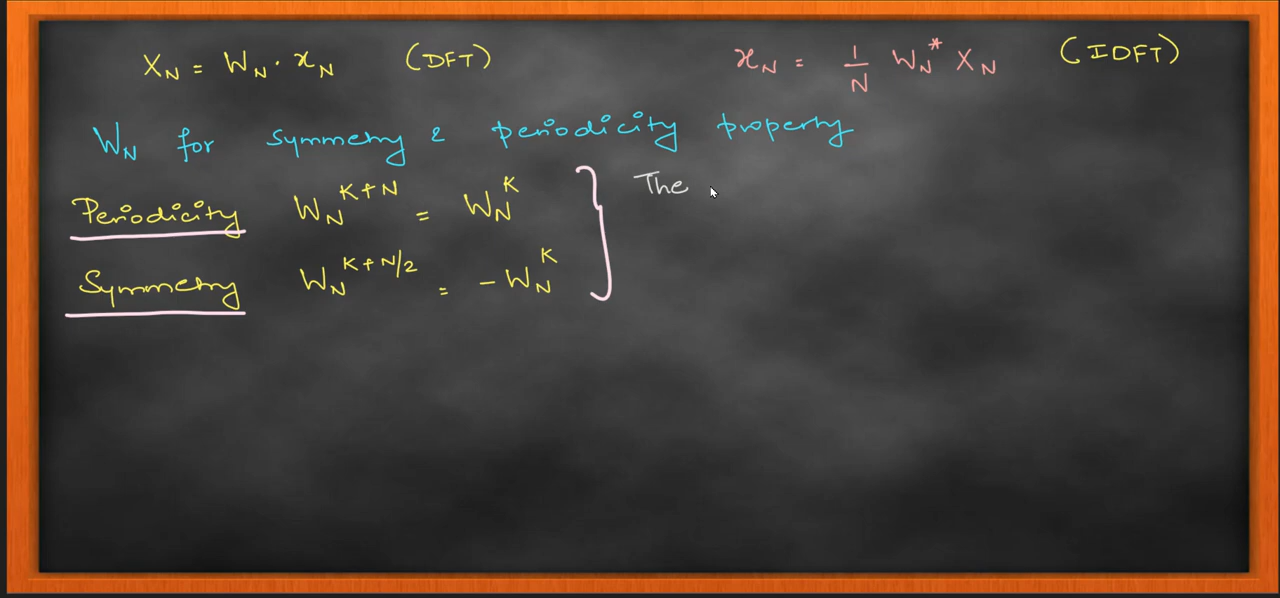 X_N = W_N · x_N (DFT) x_N = 1/N W_N^* X_N (IDFT)
W_N for symmetry & periodicity property
Periodicity W_N^{K+N} = W_N^K } The
Symmetry W_N^{K+N/2} = -W_N^K